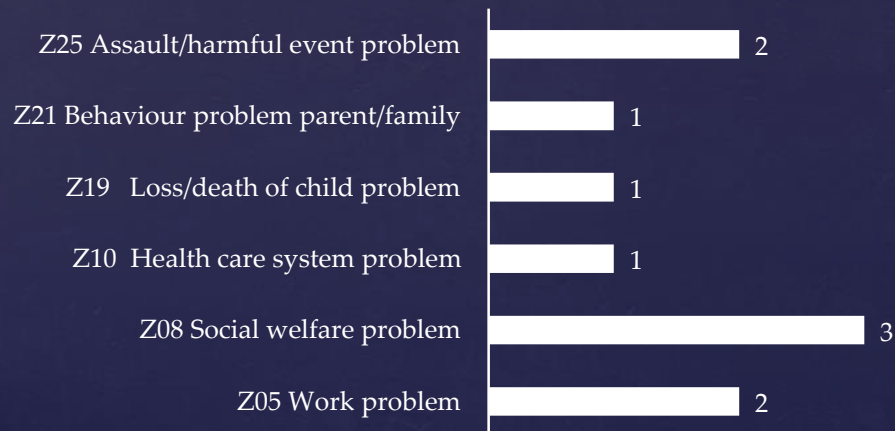 Z25 Assault/harmful event problem 2
Z21 Behaviour problem parent/family 1
Z19 Loss/death of child problem 1
Z10 Health care system problem 1
Z08 Social welfare problem 3
Z05 Work problem 2